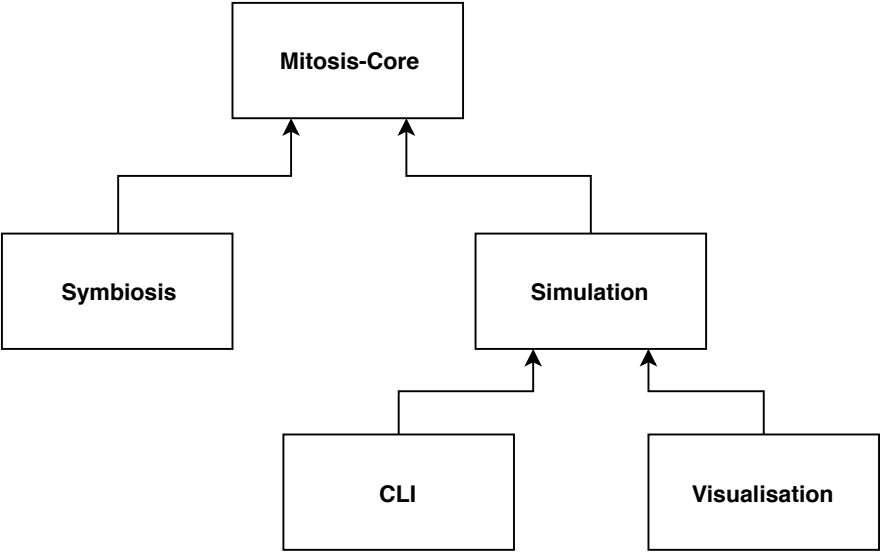 Mitosis-Core
Symbiosis
Simulation
CLI
Visualisation